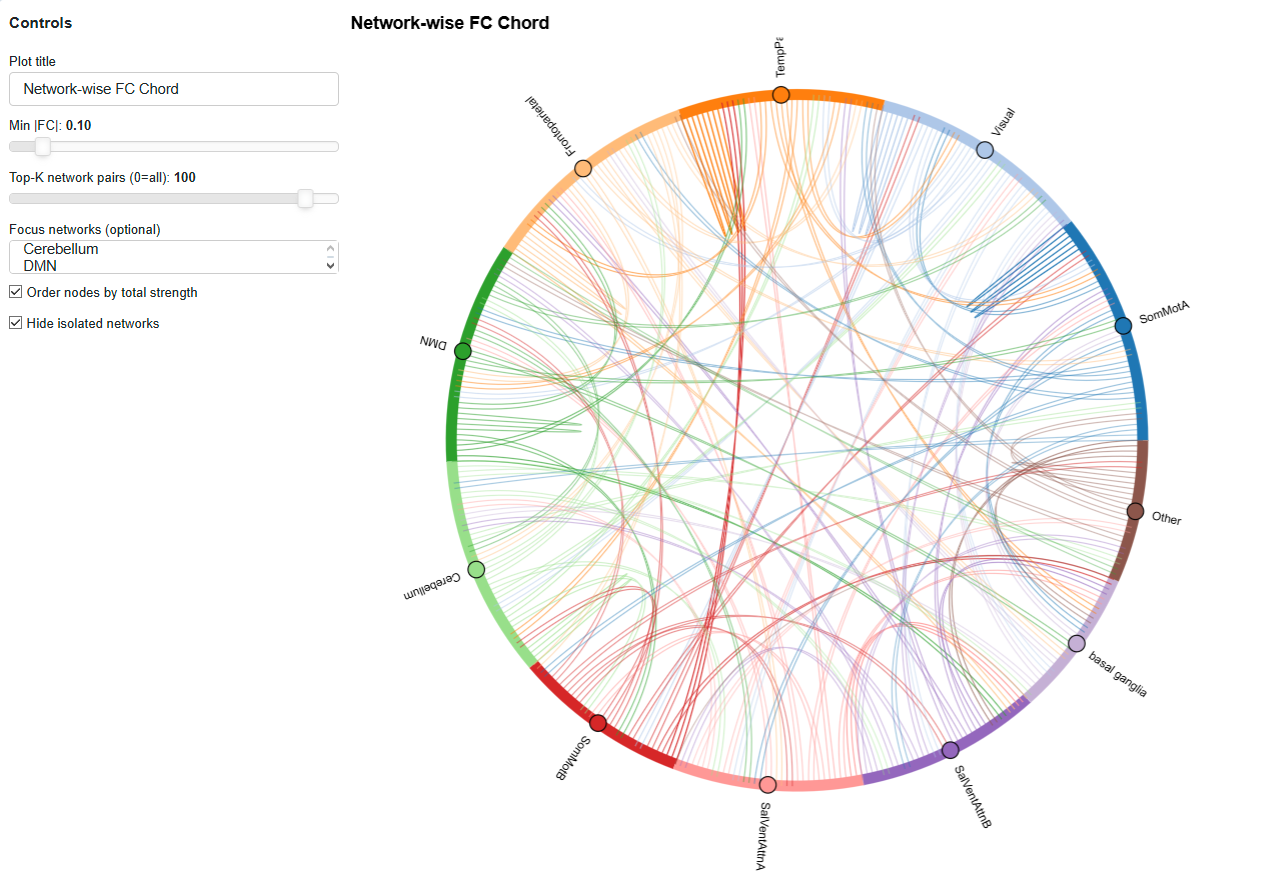 Controls
Network-wise FC Chord
Plot title
Network-wise FC Chord
Min |FC|: 0.10
Top-K network pairs (0=all): 100
Focus networks (optional)
Cerebellum
DMN
Order nodes by total strength
Hide isolated networks
Frontoparietal
Visual
SomMotA
DMN
Other
Cerebellum
basal ganglia
SomMotB
SalVentAttnB
SalVentAttnA